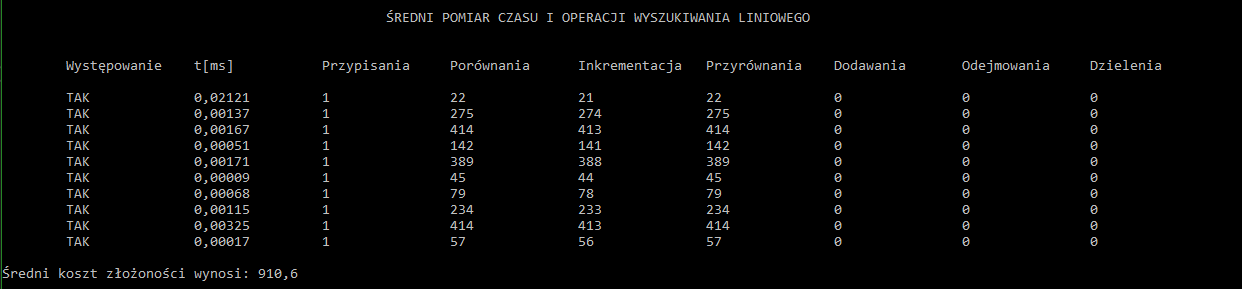 ŚREDNI POMIAR CZASU I OPERACJI WYSZUKIWANIA LINIOWEGO
Występowanie t[ms] Przypisania Porównania Inkrementacja Przyrównania Dodawania Odejmowania Dzielenia
TAK 0,02121 1 22 21 22 0 0 0
TAK 0,00137 1 275 274 275 0 0 0
TAK 0,00167 1 414 413 414 0 0 0
TAK 0,00051 1 142 141 142 0 0 0
TAK 0,00171 1 389 388 389 0 0 0
TAK 0,00009 1 45 44 45 0 0 0
TAK 0,00068 1 79 78 79 0 0 0
TAK 0,00115 1 234 233 234 0 0 0
TAK 0,00325 1 414 413 414 0 0 0
TAK 0,00017 1 57 56 57 0 0 0
Średni koszt złożoności wynosi: 910,6